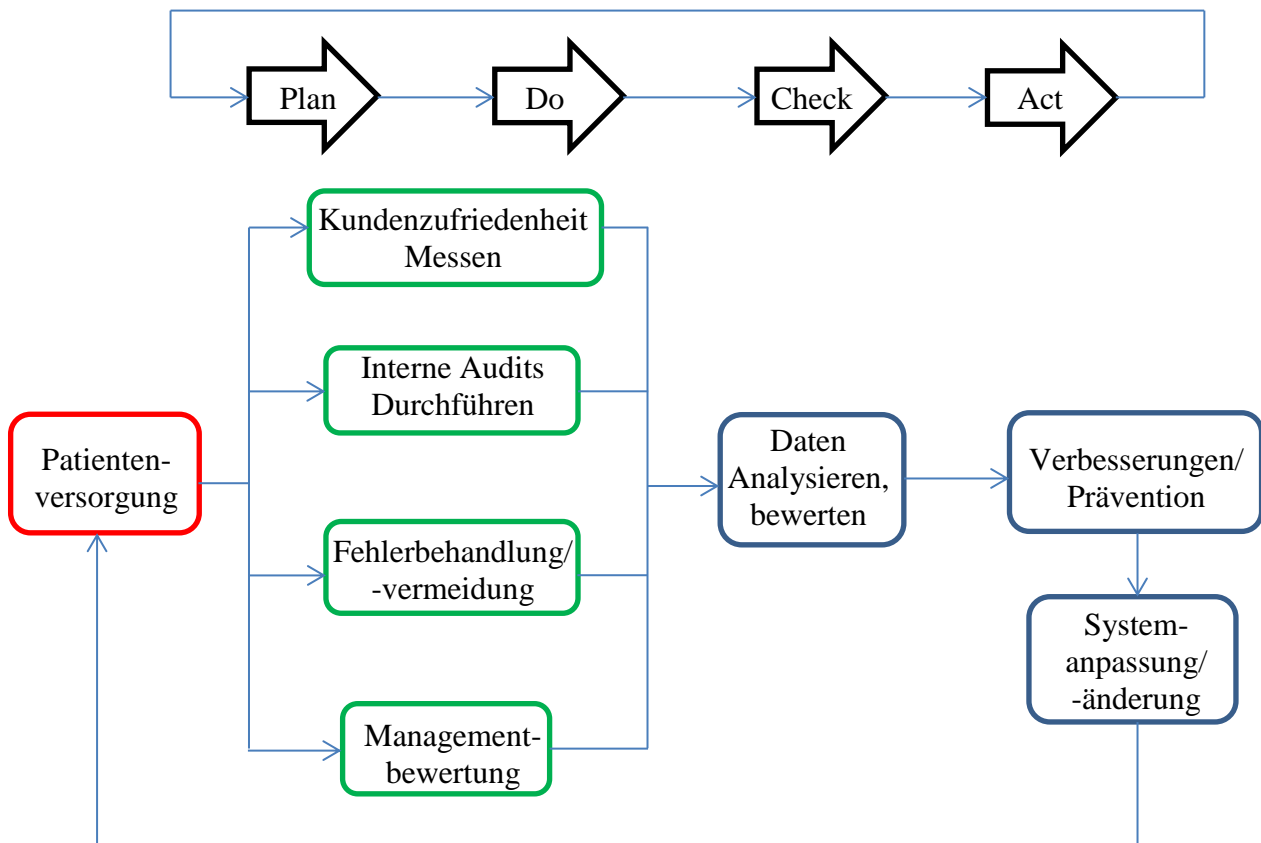 Plan
Do
Check
Act
Kundenzufriedenheit
Messen
Interne Audits
Durchführen
Patienten-
versorgung
Daten
Analysieren,
bewerten
Verbesserungen/
Prävention
Fehlerbehandlung/
-vermeidung
System-
anpassung/
-änderung
Management-
bewertung